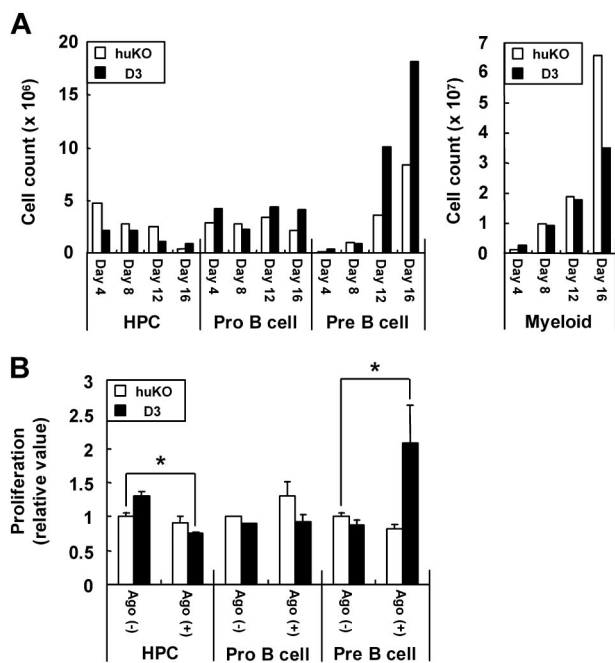 A
huKO
D3
Cell count (x 10⁶)
20
15
10
5
0
Day 4
Day 8
Day 12
Day 16
Day 4
Day 8
Day 12
Day 16
Day 4
Day 8
Day 12
Day 16
HPC
Pro B cell
Pre B cell
huKO
D3
Cell count (x 10⁷)
7
6
5
4
3
2
1
0
Day 4
Day 8
Day 12
Day 16
Myeloid
B
huKO
D3
Proliferation
(relative value)
3
2.5
2
1.5
1
0.5
0
*
*
Ago (-)
Ago (+)
Ago (-)
Ago (+)
Ago (-)
Ago (+)
HPC
Pro B cell
Pre B cell